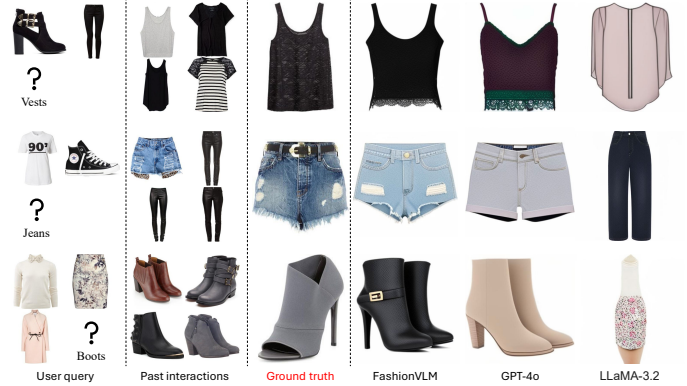 ?
Vests
90'
?
Jeans
?
Boots
User query
Past interactions
Ground truth
FashionVLM
GPT-4o
LLaMA-3.2